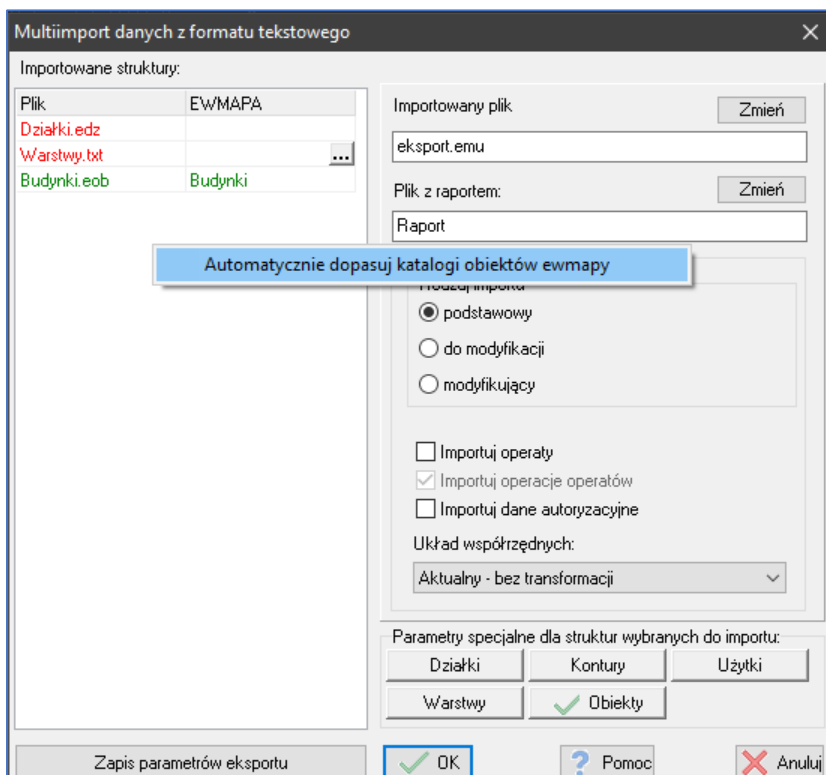 Multiimport danych z formatu tekstowego
Importowane struktury:
Plik EWMAPA
Działki.edz
Warstwy.txt ...
Budynki.eob Budynki
Importowany plik Zmień
eksport.emu
Plik z raportem: Zmień
Raport
Automatycznie dopasuj katalogi obiektów ewmapy
Rodzaj importu
podstawowy
do modyfikacji
modyfikujący
Importuj operaty
Importuj operacje operatów
Importuj dane autoryzacyjne
Układ współrzędnych:
Aktualny - bez transformacji
Parametry specjalne dla struktur wybranych do importu:
Działki Kontury Użytki
Warstwy Obiekty
Zapis parametrów eksportu OK Pomoc Anuluj